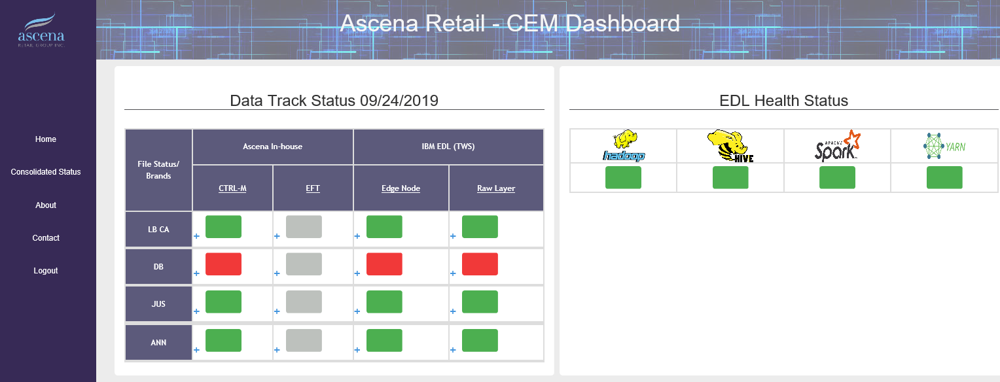 ascena
RETAIL GROUP INC.
Ascena Retail - CEM Dashboard
Home
Consolidated Status
About
Contact
Logout
Data Track Status 09/24/2019
File Status/
Brands
Ascena In-house
IBM EDL (TWS)
CTRL-M
EFT
Edge Node
Raw Layer
LB CA
+
+
+
+
DB
+
+
+
+
JUS
+
+
+
+
ANN
+
+
+
+
EDL Health Status
hadoop
HIVE
APACHE
Spark
YARN